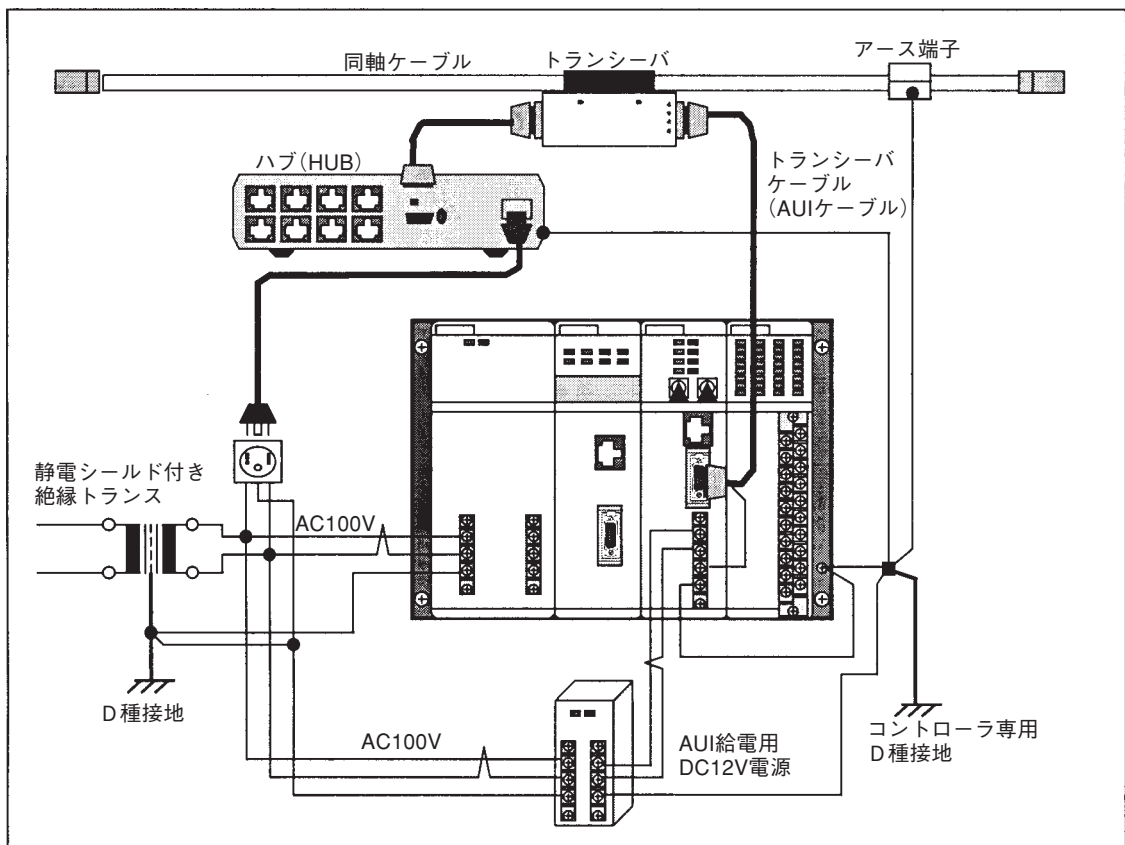 同軸ケーブル
トランシーバ
アース端子
ハブ(HUB)
トランシーバ
ケーブル
(AUIケーブル)
静電シールド付き
絶縁トランス
AC100V
D種接地
AC100V
AUI給電用
DC12V電源
コントローラ専用
D種接地